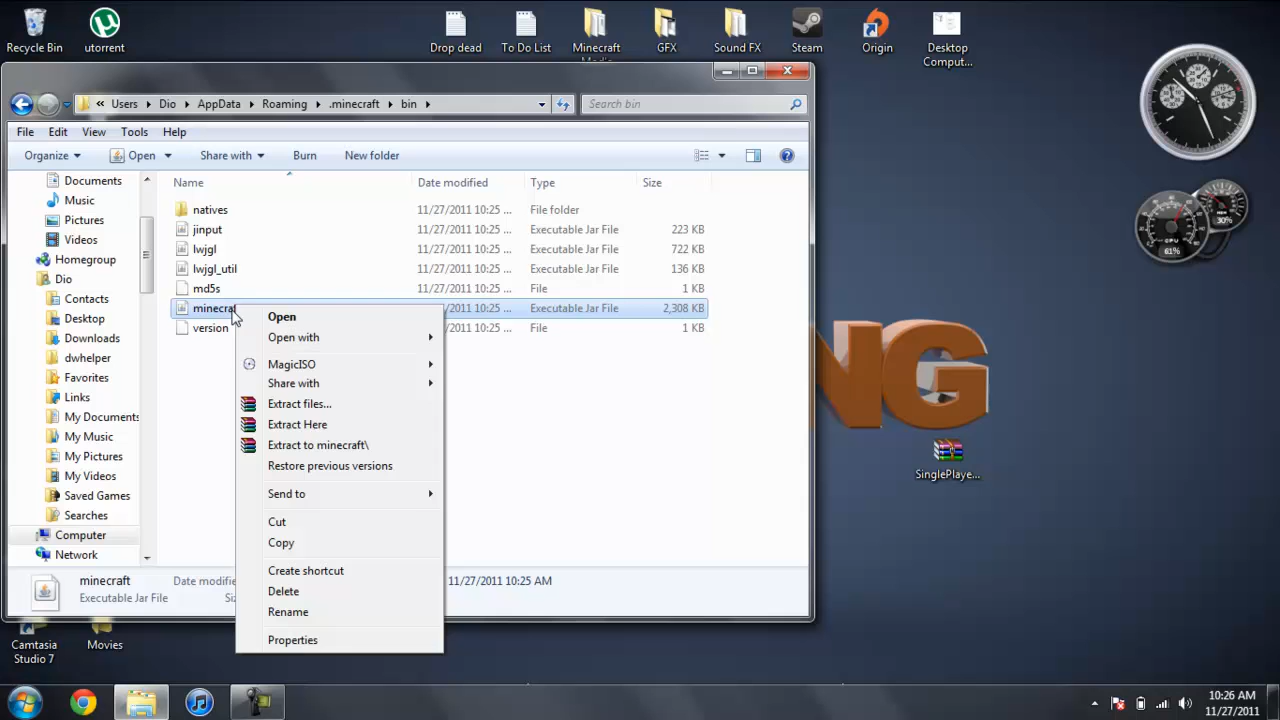 Recycle Bin
utorrent
Drop dead
To Do List
Minecraft
GFX
Sound FX
Steam
Origin
Desktop
Comput...
« Users Dio AppData Roaming .minecraft bin
Search bin
File Edit View Tools Help
Organize Open Share with Burn New folder
Name Date modified Type Size
Documents
Music
Pictures
Videos
Homegroup
Dio
Contacts
Desktop
Downloads
dwhelper
Favorites
Links
My Documents
My Music
My Pictures
My Videos
Saved Games
Searches
Computer
Network
natives 11/27/2011 10:25 ... File folder
jinput 11/27/2011 10:25 ... Executable Jar File 223 KB
lwjgl 11/27/2011 10:25 ... Executable Jar File 722 KB
lwjgl_util 11/27/2011 10:25 ... Executable Jar File 136 KB
md5s 11/27/2011 10:25 ... File 1 KB
minecraf /27/2011 10:25 ... Executable Jar File 2,308 KB
version /27/2011 10:25 ... File 1 KB
Open
Open with
MagicISO
Share with
Extract files...
Extract Here
Extract to minecraft\
Restore previous versions
Send to
Cut
Copy
Create shortcut
Delete
Rename
Properties
minecraft Date modifie 11/27/2011 10:25 AM
Executable Jar File Siz
NG
SinglePlaye...
30%
CPU
61%
Camtasia
Studio 7
Movies
10:26 AM
11/27/2011